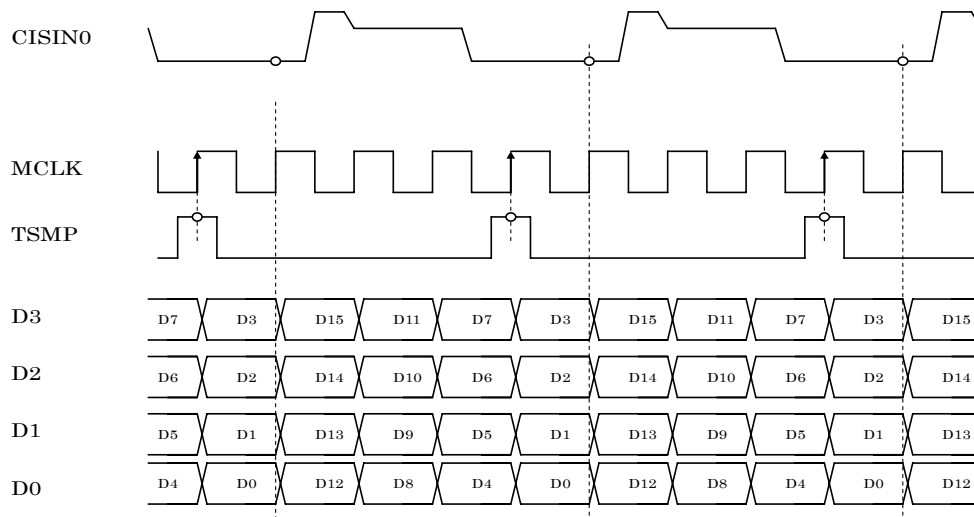 CISIN0
MCLK
TSMP
D3 D7 D3 D15 D11 D7 D3 D15 D11 D7 D3 D15
D2 D6 D2 D14 D10 D6 D2 D14 D10 D6 D2 D14
D1 D5 D1 D13 D9 D5 D1 D13 D9 D5 D1 D13
D0 D4 D0 D12 D8 D4 D0 D12 D8 D4 D0 D12